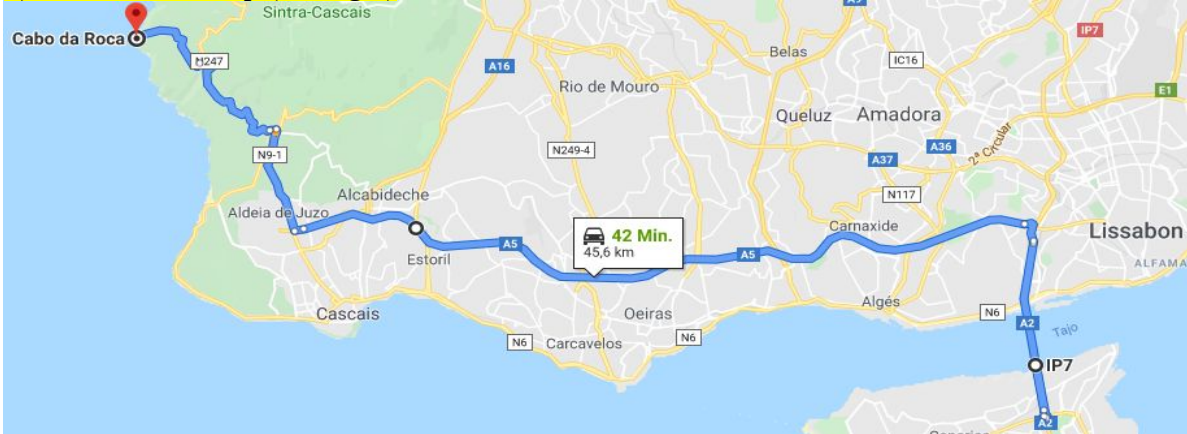 Sintra-Cascais
Cabo da Roca
IP7
Belas
N247
A16
IC16
Rio de Mouro
E1
Queluz
Amadora
2ª Circular
A36
N249-4
N9-1
A37
N117
Alcabideche
Aldeia de Juzo
Carnaxide
42 Min.
45,6 km
Lissabon
A5
A5
Estoril
ALFAMA
Algés
Cascais
Oeiras
N6
A2
Tajo
N6
Carcavelos
N6
IP7
A2